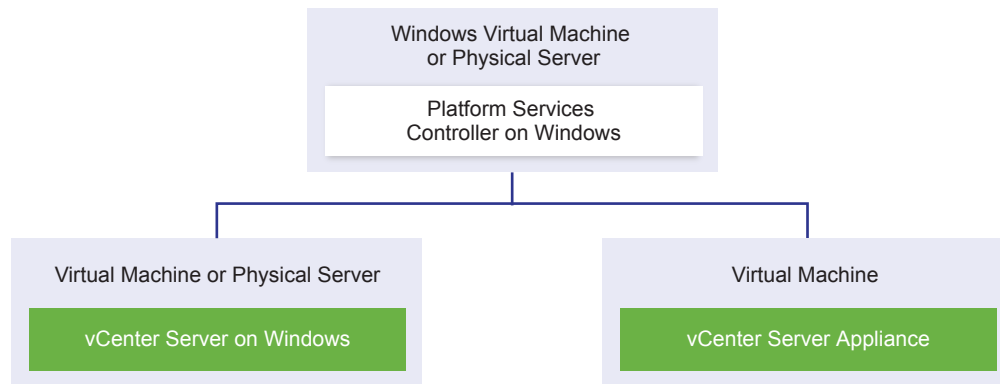 Windows Virtual Machine
or Physical Server
Platform Services
Controller on Windows
Virtual Machine or Physical Server
Virtual Machine
vCenter Server on Windows
vCenter Server Appliance